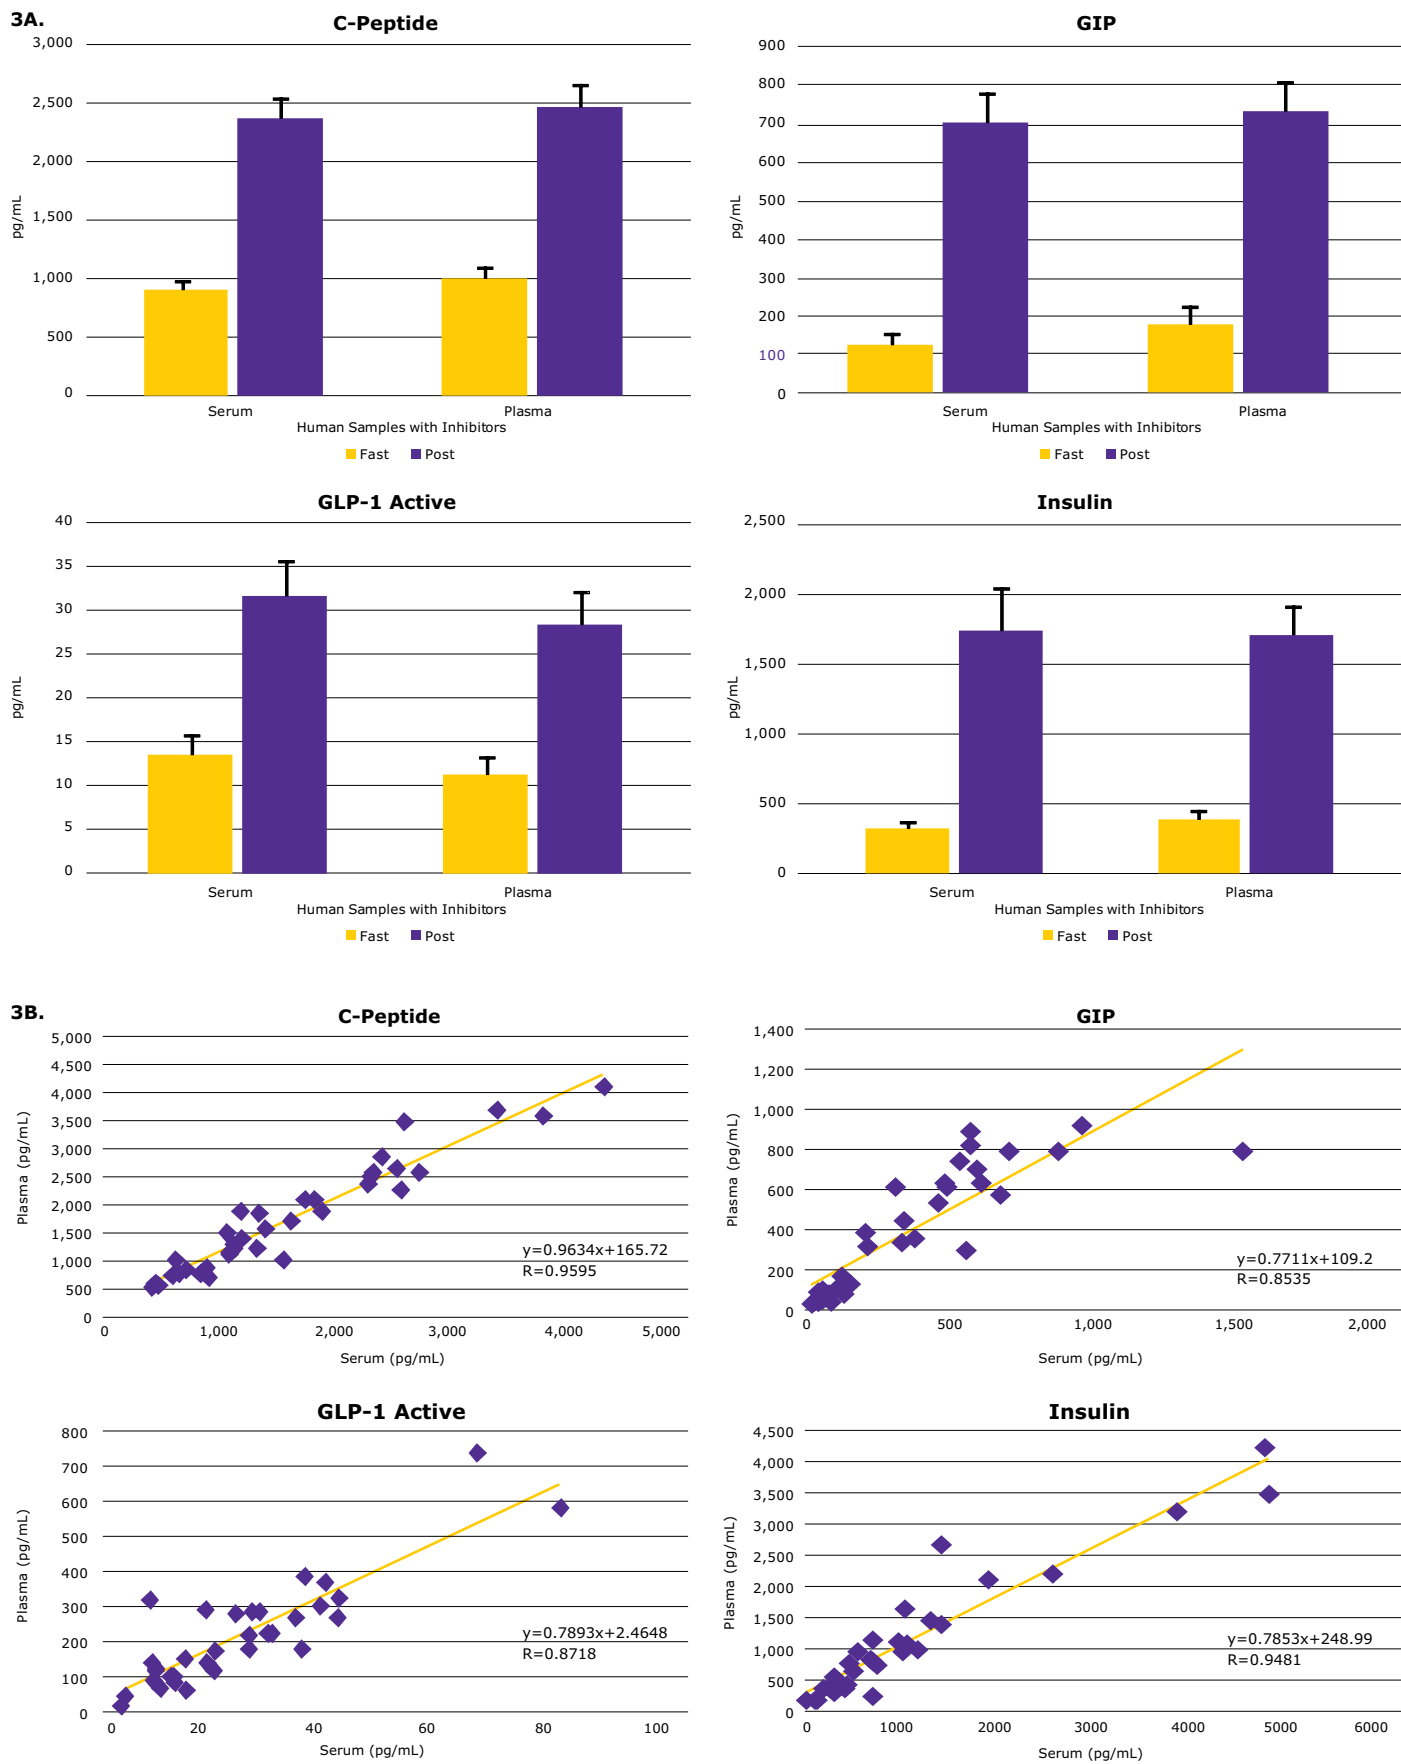 3A.
C-Peptide
3,000
2,500
2,000
1,500
1,000
500
0
pg/mL
Serum Plasma
Human Samples with Inhibitors
Fast Post
GIP
900
800
700
600
500
400
300
200
100
0
pg/mL
Serum Plasma
Human Samples with Inhibitors
Fast Post
GLP-1 Active
40
35
30
25
20
15
10
5
0
pg/mL
Serum Plasma
Human Samples with Inhibitors
Fast Post
Insulin
2,500
2,000
1,500
1,000
500
0
pg/mL
Serum Plasma
Human Samples with Inhibitors
Fast Post
3B.
C-Peptide
5,000
4,500
4,000
3,500
3,000
2,500
2,000
1,500
1,000
500
0
Plasma (pg/mL)
y=0.9634x+165.72
R=0.9595
0 1,000 2,000 3,000 4,000 5,000
Serum (pg/mL)
GIP
1,400
1,200
1,000
800
600
400
200
0
Plasma (pg/mL)
y=0.7711x+109.2
R=0.8535
0 500 1,000 1,500 2,000
Serum (pg/mL)
GLP-1 Active
800
700
600
500
400
300
200
100
0
Plasma (pg/mL)
y=0.7893x+2.4648
R=0.8718
0 20 40 60 80 100
Serum (pg/mL)
Insulin
4,500
4,000
3,500
3,000
2,500
2,000
1,500
1,000
500
0
Plasma (pg/mL)
y=0.7853x+248.99
R=0.9481
0 1000 2000 3000 4000 5000 6000
Serum (pg/mL)